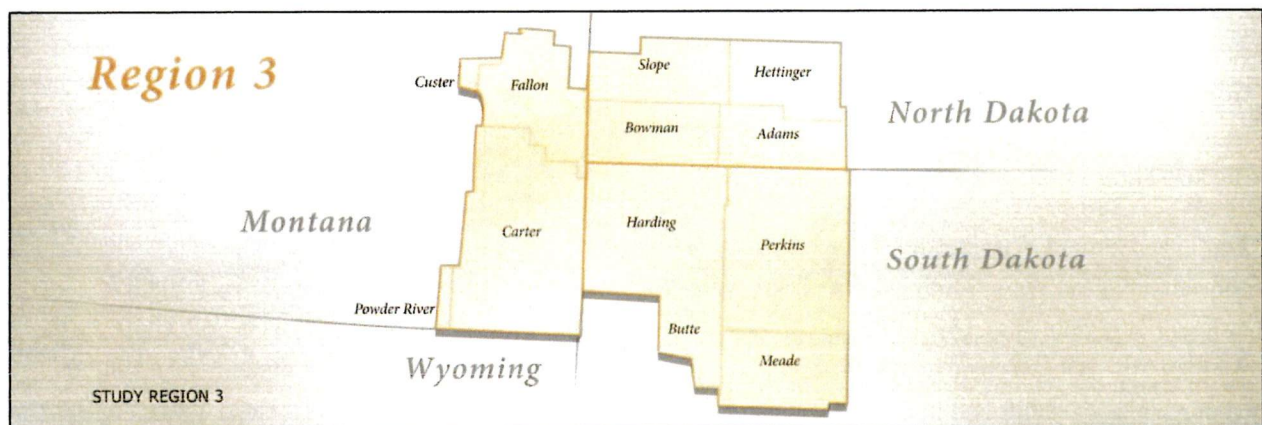 Region 3
Custer
Fallon
Slope
Hettinger
Bowman
Adams
North Dakota
Montana
Carter
Harding
Perkins
South Dakota
Powder River
Butte
Meade
Wyoming
STUDY REGION 3